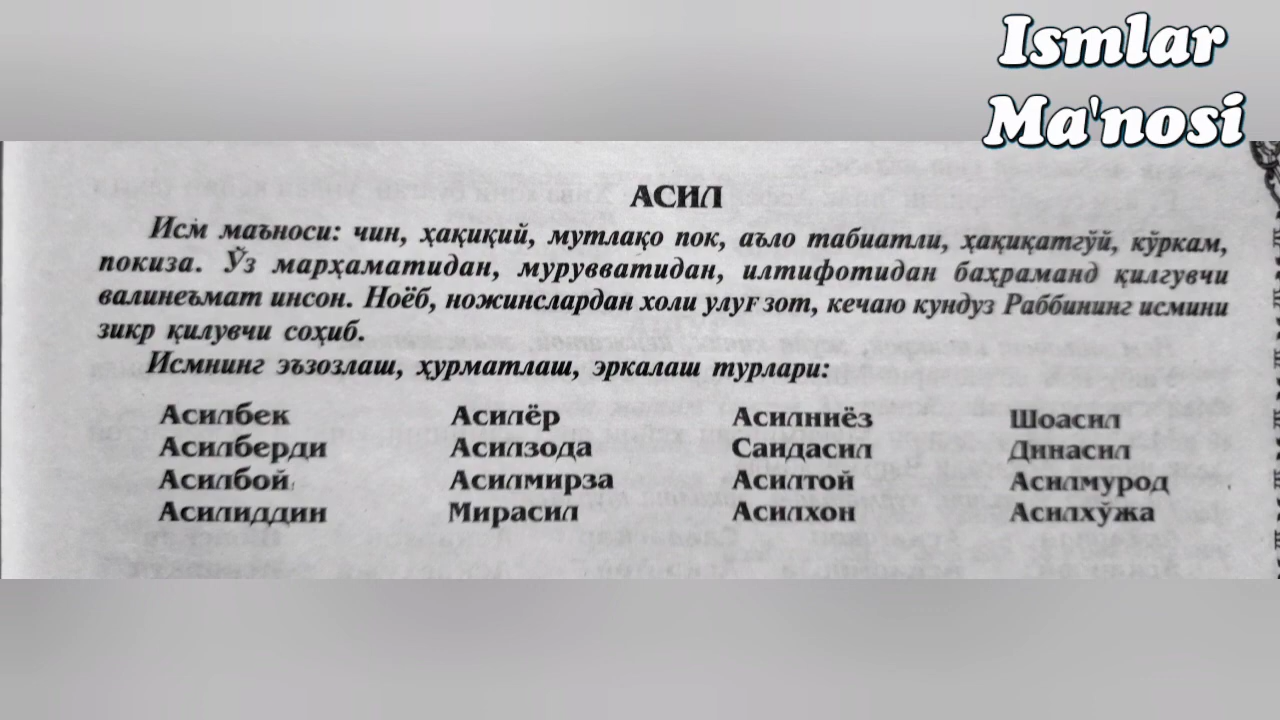 Ismlar
Ma'nosi
АСИЛ
Исм маъноси: чин, ҳақиқий, мутлақо пок, аъло табиатли, ҳақиқатгўй, кўркам,
покиза. Ўз марҳаматидан, мурувватидан, илтифотидан баҳраманд қилгувчи
валинеъмат инсон. Ноёб, ножинслардан холи улуғ зот, кечаю кундуз Раббининг исмини
зикр қилувчи соҳиб.
Исмнинг эъзозлаш, ҳурматлаш, эркалаш турлари:
Асилбек Асилёр Асилниёз Шоасил
Асилберди Асилзода Саидасил Динасил
Асилбой Асилмирза Асилтой Асилмурод
Асилиддин Мирасил Асилхон Асилхўжа